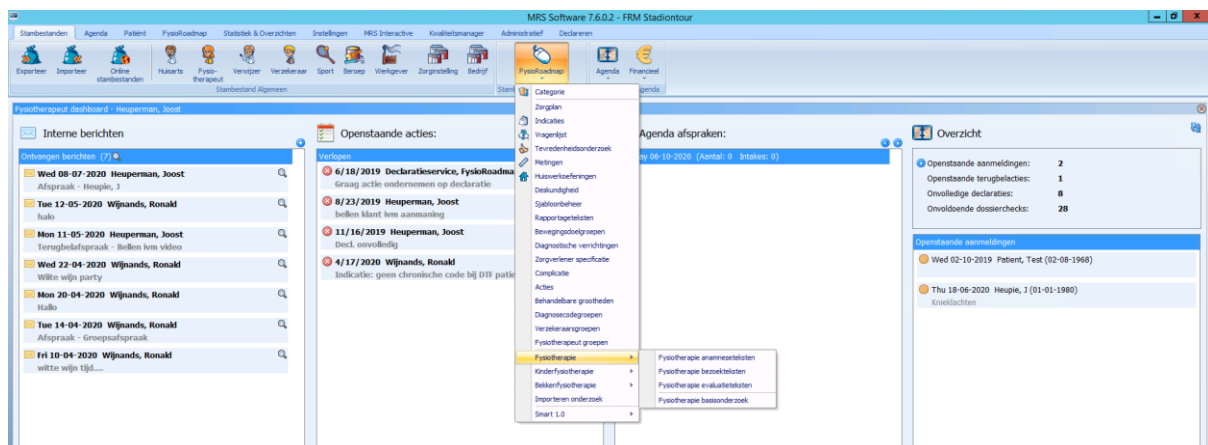 MRS Software 7.6.0.2 - FRM Stadiontour
Stambestanden Agenda Patiënt FysioRoadmap Statistiek & Overzichten Instellingen MRS Interactive Kwaliteitsmanager Administratief Declareren
Exporteer Importeer Online stambestanden Huisarts Fysio-therapeut Verwijzer Verzekeraar Sport Beroep Werkgever Zorginstelling Bedrijf FysioRoadmap Agenda Financieel
Stambestand Algemeen
Fysiotherapeut dashboard - Heuperman, Joost
Interne berichten
Ontvangen berichten (7)
Wed 08-07-2020 Heuperman, Joost
Afspraak - Heupie, J
Tue 12-05-2020 Wijnands, Ronald
halo
Mon 11-05-2020 Heuperman, Joost
Terugbelafspraak - Bellen ivm video
Wed 22-04-2020 Wijnands, Ronald
Witte wijn party
Mon 20-04-2020 Wijnands, Ronald
Hallo
Tue 14-04-2020 Wijnands, Ronald
Afspraak - Groepsafspraak
Fri 10-04-2020 Wijnands, Ronald
witte wijn tijd....
Openstaande acties:
Verlopen
6/18/2019 Declaratieservice, FysioRoadma
Graag actie ondernemen op declaratie
8/23/2019 Heuperman, Joost
bellen klant ivm aanmaning
11/16/2019 Heuperman, Joost
Decl. onvolledig
4/17/2020 Wijnands, Ronald
Indicatie: geen chronische code bij DTF patie
Categorie
Zorgplan
Indicaties
Vragenlijst
Tevredenheidsonderzoek
Metingen
Huiswerkoefeningen
Deskundigheid
Sjabloonbeheer
Rapportageteksten
Bewegingsdoelgroepen
Diagnostische verrichtingen
Zorgverlener specificatie
Complicatie
Acties
Behandelbare grootheden
Diagnosecodegroepen
Verzekeraarsgroepen
Fysiotherapeut groepen
Fysiotherapie
Kinderfysiotherapie
Bekkenfysiotherapie
Importeren onderzoek
Smart 1.0
Fysiotherapie anamneseteksten
Fysiotherapie bezoekteksten
Fysiotherapie evaluatieteksten
Fysiotherapie basisonderzoek
Agenda afspraken:
ay 06-10-2020 (Aantal: 0 Intakes: 0)
Overzicht
Openstaande aanmeldingen: 2
Openstaande terugbelacties: 1
Onvolledige declaraties: 8
Onvoldoende dossierchecks: 28
Openstaande aanmeldingen
Wed 02-10-2019 Patient, Test (02-08-1968)
Thu 18-06-2020 Heupie, J (01-01-1980)
Knieklachten